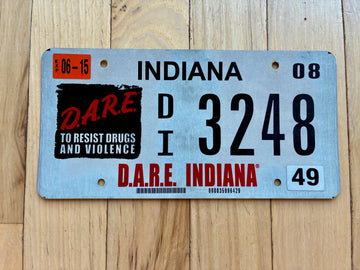 06-15
INDIANA
08
D.A.R.E.
TO RESIST DRUGS
AND VIOLENCE
DI 3248
D.A.R.E. INDIANA®
49